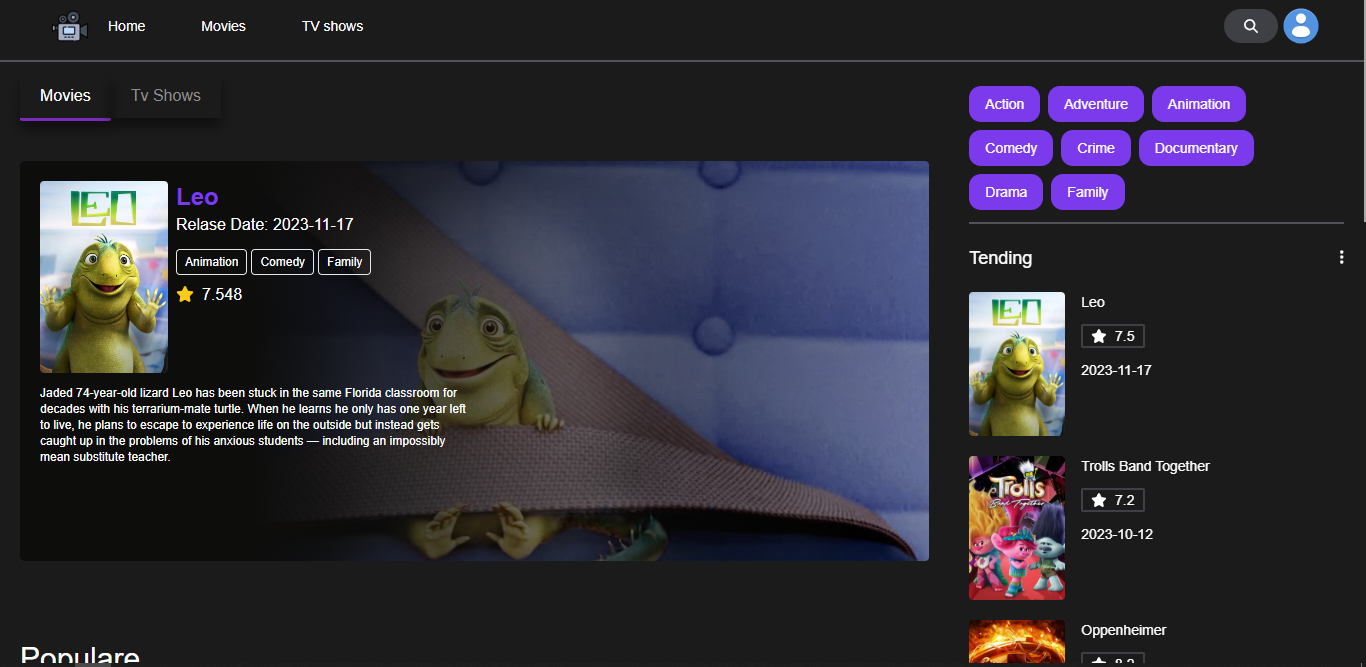 Home Movies TV shows
Movies Tv Shows
LEO
Leo
Relase Date: 2023-11-17
Animation Comedy Family
7.548
Jaded 74-year-old lizard Leo has been stuck in the same Florida classroom for
decades with his terrarium-mate turtle. When he learns he only has one year left
to live, he plans to escape to experience life on the outside but instead gets
caught up in the problems of his anxious students — including an impossibly
mean substitute teacher.
Populare
Action Adventure Animation
Comedy Crime Documentary
Drama Family
Tending
LEO
Leo
7.5
2023-11-17
Trolls
Band Together
Trolls Band Together
7.2
2023-10-12
Oppenheimer
8.2